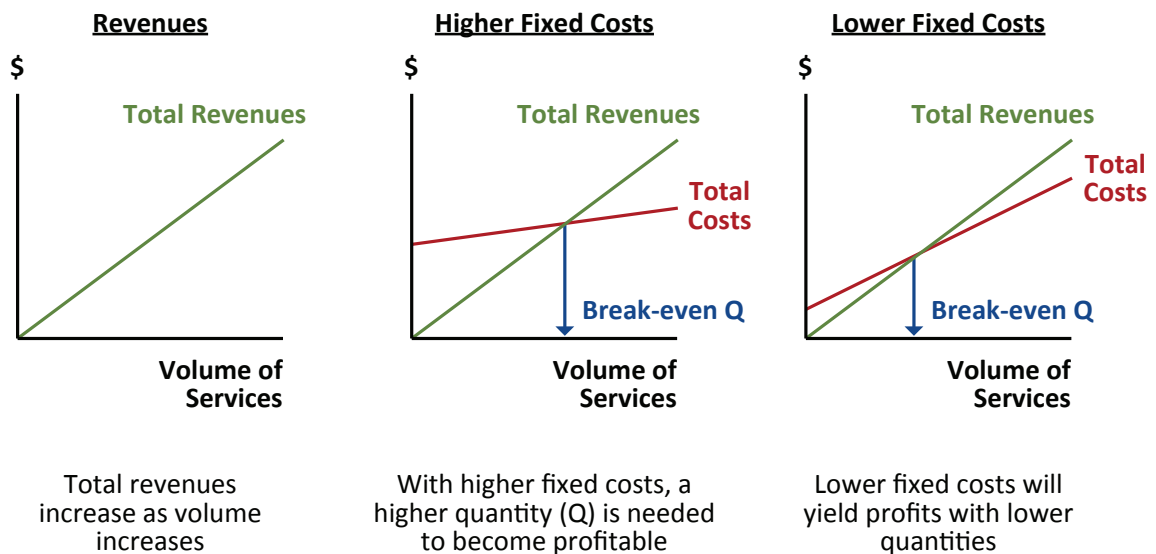 Revenues
$
Total Revenues
Volume of
Services
Total revenues
increase as volume
increases
Higher Fixed Costs
$
Total Revenues
Total
Costs
Break-even Q
Volume of
Services
With higher fixed costs, a
higher quantity (Q) is needed
to become profitable
Lower Fixed Costs
$
Total Revenues
Total
Costs
Break-even Q
Volume of
Services
Lower fixed costs will
yield profits with lower
quantities